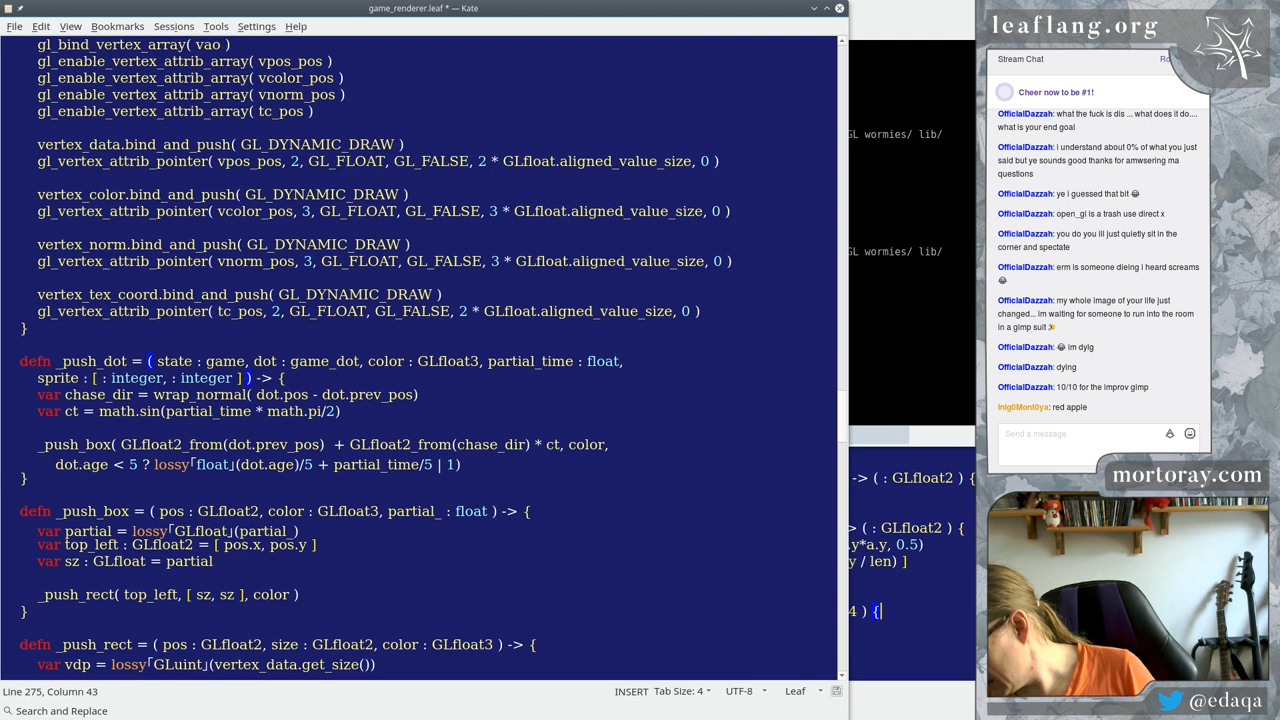 game_renderer.leaf * — Kate
File Edit View Bookmarks Sessions Tools Settings Help
gl_bind_vertex_array( vao )
gl_enable_vertex_attrib_array( vpos_pos )
gl_enable_vertex_attrib_array( vcolor_pos )
gl_enable_vertex_attrib_array( vnorm_pos )
gl_enable_vertex_attrib_array( tc_pos )
vertex_data.bind_and_push( GL_DYNAMIC_DRAW )
gl_vertex_attrib_pointer( vpos_pos, 2, GL_FLOAT, GL_FALSE, 2 * GLfloat.aligned_value_size, 0 )
vertex_color.bind_and_push( GL_DYNAMIC_DRAW )
gl_vertex_attrib_pointer( vcolor_pos, 3, GL_FLOAT, GL_FALSE, 3 * GLfloat.aligned_value_size, 0 )
vertex_norm.bind_and_push( GL_DYNAMIC_DRAW )
gl_vertex_attrib_pointer( vnorm_pos, 3, GL_FLOAT, GL_FALSE, 3 * GLfloat.aligned_value_size, 0 )
vertex_tex_coord.bind_and_push( GL_DYNAMIC_DRAW )
gl_vertex_attrib_pointer( tc_pos, 2, GL_FLOAT, GL_FALSE, 2 * GLfloat.aligned_value_size, 0 )
}
defn _push_dot = ( state : game, dot : game_dot, color : GLfloat3, partial_time : float,
sprite : [ : integer, : integer ] ) -> {
var chase_dir = wrap_normal( dot.pos - dot.prev_pos)
var ct = math.sin(partial_time * math.pi/2)
_push_box( GLfloat2_from(dot.prev_pos) + GLfloat2_from(chase_dir) * ct, color,
dot.age < 5 ? lossy「float」(dot.age)/5 + partial_time/5 | 1)
}
defn _push_box = ( pos : GLfloat2, color : GLfloat3, partial_ : float ) -> {
var partial = lossy「GLfloat」(partial_)
var top_left : GLfloat2 = [ pos.x, pos.y ]
var sz : GLfloat = partial
_push_rect( top_left, [ sz, sz ], color )
}
defn _push_rect = ( pos : GLfloat2, size : GLfloat2, color : GLfloat3 ) -> {
var vdp = lossy「GLuint」(vertex_data.get_size())
Line 275, Column 43
INSERT Tab Size: 4 UTF-8 Leaf
Search and Replace
GL wormies/ lib/
GL wormies/ lib/
-> ( : GLfloat2 ) {
> ( : GLfloat2 ) {
.y*a.y, 0.5)
y / len) ]
4 ) {
leaflang.org
Stream Chat
Ro
Cheer now to be #1!
OfficialDazzah: what the fuck is dis ... what does it do....
what is your end goal
OfficialDazzah: i understand about 0% of what you just
said but ye sounds good thanks for amwsering ma
questions
OfficialDazzah: ye i guessed that bit 😂
OfficialDazzah: open_gl is a trash use direct x
OfficialDazzah: you do you ill just quietly sit in the
corner and spectate
OfficialDazzah: erm is someone dieing i heard screams
😂
OfficialDazzah: my whole image of your life just
changed... im waiting for someone to run into the room
in a gimp suit
OfficialDazzah: 😂 im dyig
OfficialDazzah: dying
OfficialDazzah: 10/10 for the improv gimp
Inig0Mont0ya: red apple
Send a message
mortoray.com
@edaqa